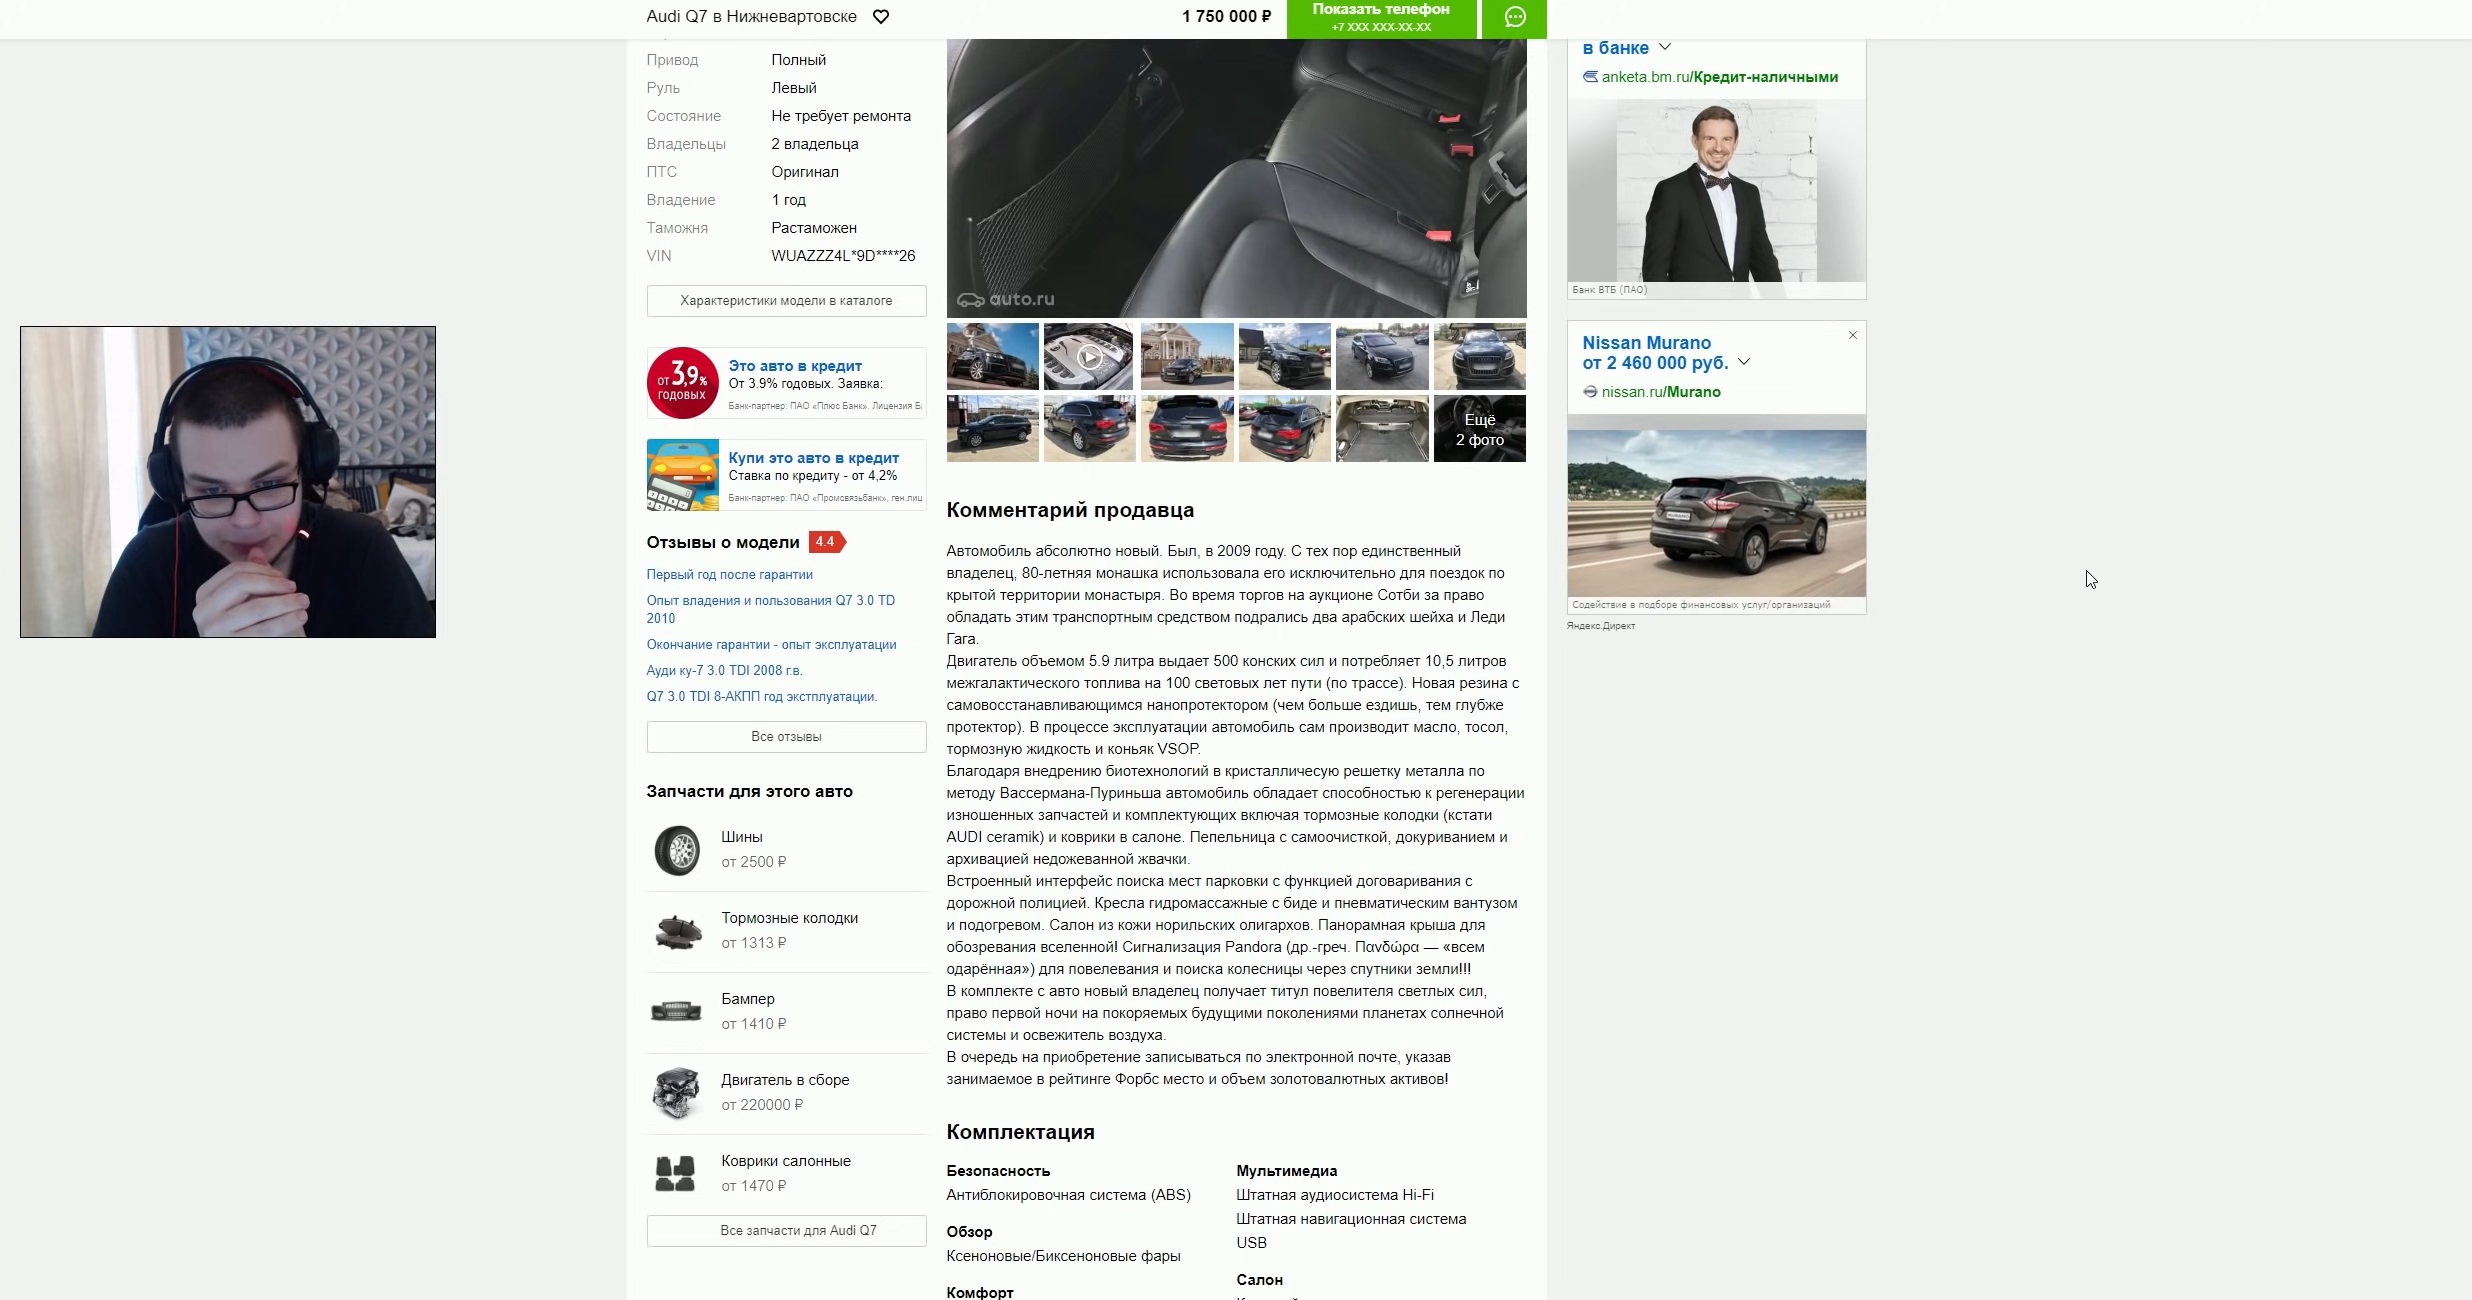 Audi Q7 в Нижневартовске
1 750 000 ₽
Показать телефон
+7 XXX XXX-XX-XX
Привод Полный
Руль Левый
Состояние Не требует ремонта
Владельцы 2 владельца
ПТС Оригинал
Владение 1 год
Таможня Растаможен
VIN WUAZZZ4L*9D****26
Характеристики модели в каталоге
от 3,9%
годовых
Это авто в кредит
От 3.9% годовых. Заявка:
Банк-партнер: ПАО «Плюс Банк». Лицензия Б
Купи это авто в кредит
Ставка по кредиту - от 4,2%
Банк-партнер: ПАО «Промсвязьбанк», ген.лиц
Отзывы о модели 4.4
Первый год после гарантии
Опыт владения и пользования Q7 3.0 TD
2010
Окончание гарантии - опыт эксплуатации
Ауди ку-7 3.0 TDI 2008 г.в.
Q7 3.0 TDI 8-АКПП год экстплуатации.
Все отзывы
Запчасти для этого авто
Шины
от 2500 ₽
Тормозные колодки
от 1313 ₽
Бампер
от 1410 ₽
Двигатель в сборе
от 220000 ₽
Коврики салонные
от 1470 ₽
Все запчасти для Audi Q7
auto.ru
Ещё
2 фото
Комментарий продавца
Автомобиль абсолютно новый. Был, в 2009 году. С тех пор единственный
владелец, 80-летняя монашка использовала его исключительно для поездок по
крытой территории монастыря. Во время торгов на аукционе Сотби за право
обладать этим транспортным средством подрались два арабских шейха и Леди
Гага.
Двигатель объемом 5.9 литра выдает 500 конских сил и потребляет 10,5 литров
межгалактического топлива на 100 световых лет пути (по трассе). Новая резина с
самовосстанавливающимся нанопротектором (чем больше ездишь, тем глубже
протектор). В процессе эксплуатации автомобиль сам производит масло, тосол,
тормозную жидкость и коньяк VSOP.
Благодаря внедрению биотехнологий в кристалличесую решетку металла по
методу Вассермана-Пуриньша автомобиль обладает способностью к регенерации
изношенных запчастей и комплектующих включая тормозные колодки (кстати
AUDI ceramik) и коврики в салоне. Пепельница с самоочисткой, докуриванием и
архивацией недожеванной жвачки.
Встроенный интерфейс поиска мест парковки с функцией договаривания с
дорожной полицией. Кресла гидромассажные с биде и пневматическим вантузом
и подогревом. Салон из кожи норильских олигархов. Панорамная крыша для
обозревания вселенной! Сигнализация Pandora (др.-греч. Πανδώρα — «всем
одарённая») для повелевания и поиска колесницы через спутники земли!!!
В комплекте с авто новый владелец получает титул повелителя светлых сил,
право первой ночи на покоряемых будущими поколениями планетах солнечной
системы и освежитель воздуха.
В очередь на приобретение записываться по электронной почте, указав
занимаемое в рейтинге Форбс место и объем золотовалютных активов!
Комплектация
Безопасность
Антиблокировочная система (ABS)
Обзор
Ксеноновые/Биксеноновые фары
Комфорт
Мультимедиа
Штатная аудиосистема Hi-Fi
Штатная навигационная система
USB
Салон
в банке
anketa.bm.ru/Кредит-наличными
Банк ВТБ (ПАО)
Nissan Murano
от 2 460 000 руб.
nissan.ru/Murano
Содействие в подборе финансовых услуг/организаций
Яндекс.Директ